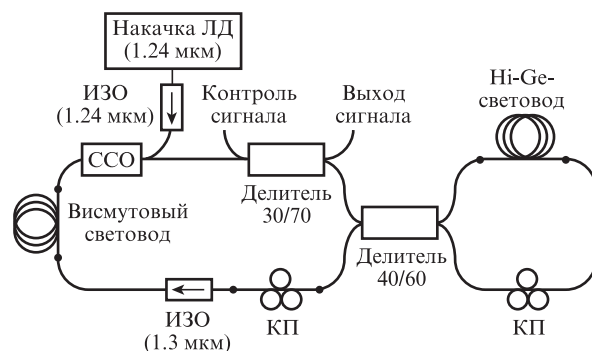 Накачка ЛД
(1.24 мкм)
ИЗО
(1.24 мкм)
Контроль
сигнала
Выход
сигнала
Hi-Ge-
световод
ССО
Делитель
30/70
Висмутовый
световод
Делитель
40/60
ИЗО
(1.3 мкм)
КП
КП